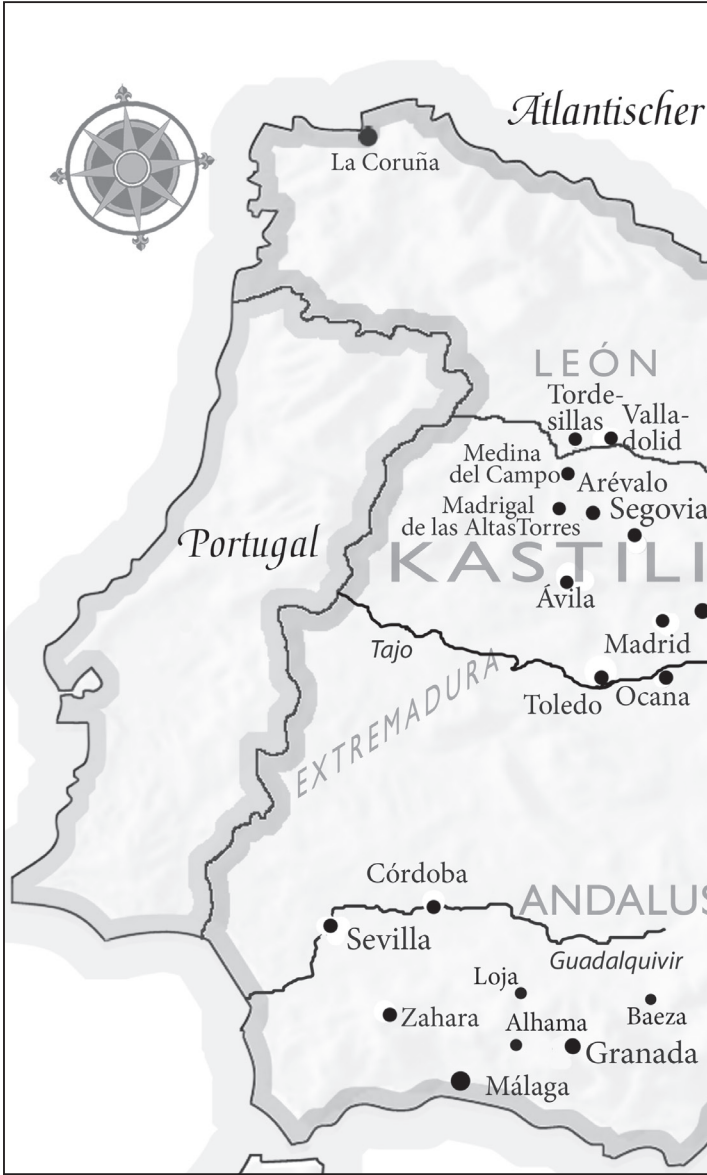 Atlantischer
La Coruña
LEÓN
Torde-
sillas
Valla-
dolid
Medina
del Campo
Arévalo
Madrigal
de las AltasTorres
Segovia
Portugal
KASTILI
Ávila
Madrid
Tajo
EXTREMADURA
Toledo
Ocana
Córdoba
ANDALUS
Sevilla
Guadalquivir
Loja
Zahara
Alhama
Baeza
Granada
Málaga